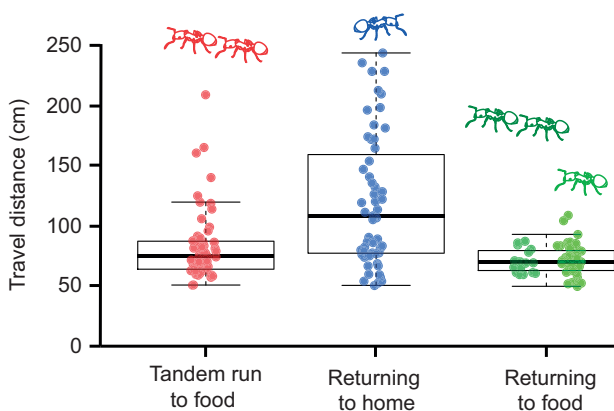 Travel distance (cm)
250
200
150
100
50
0
Tandem run
to food
Returning
to home
Returning
to food